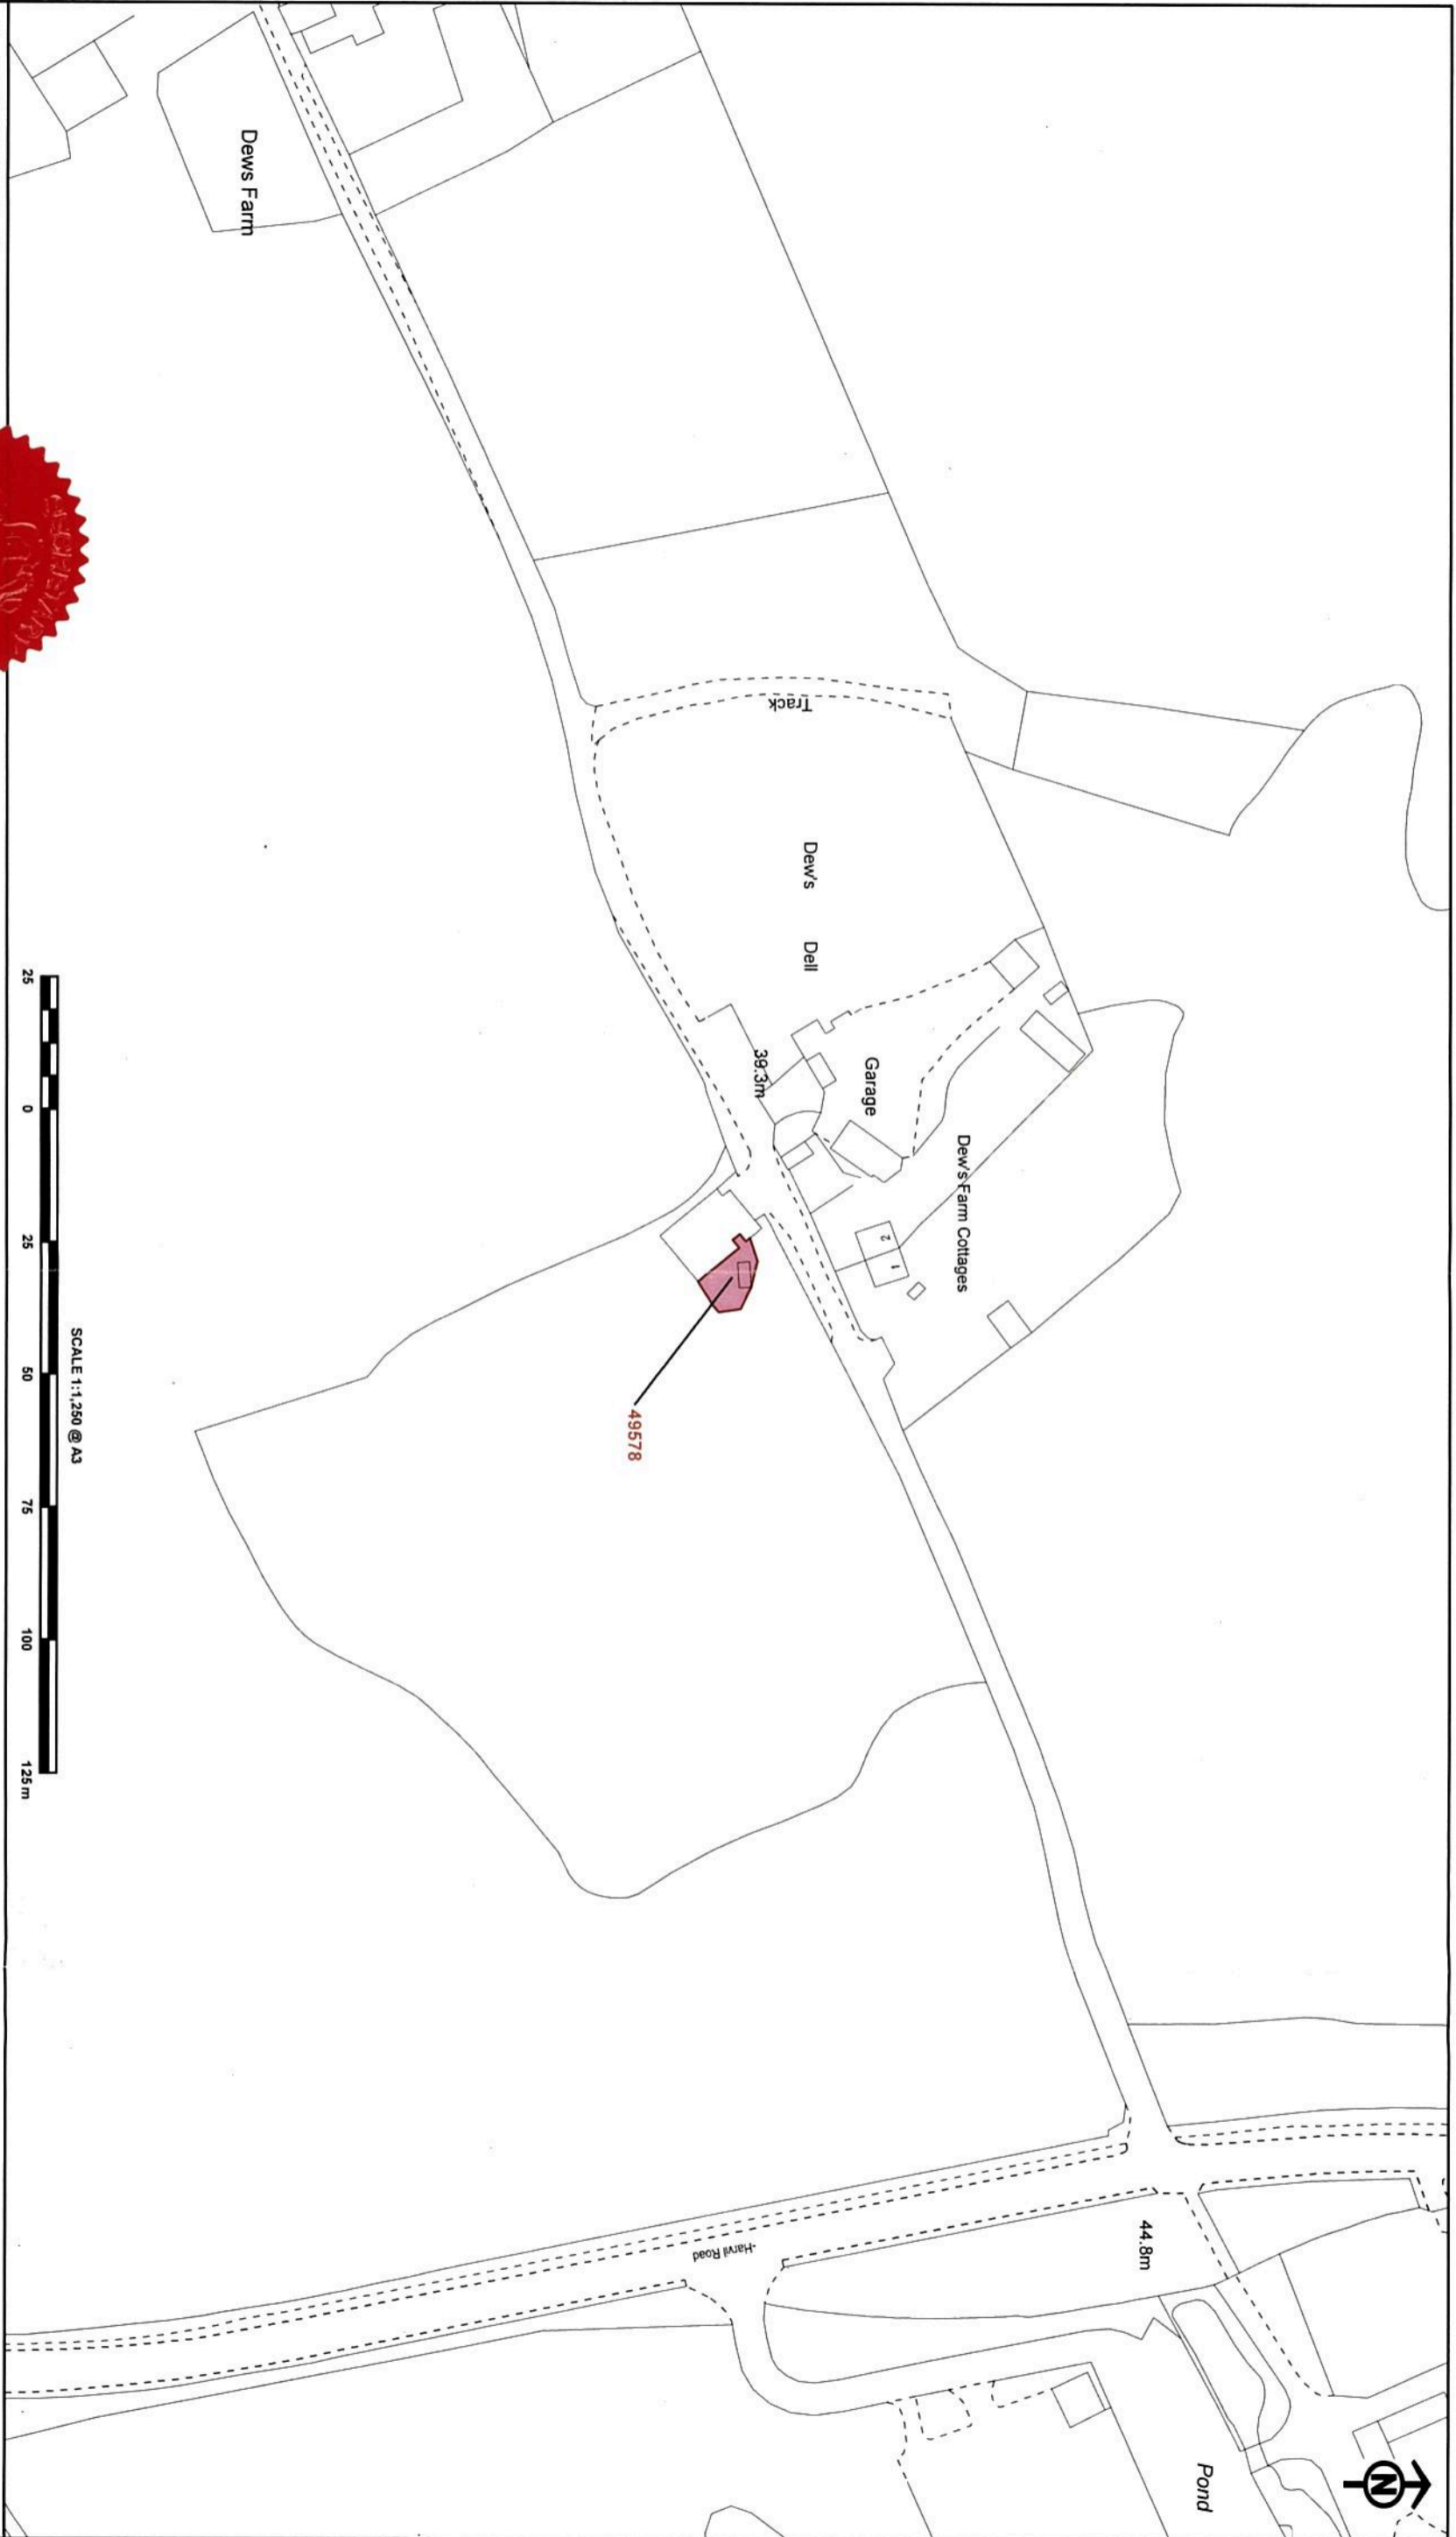 Dews Farm
Track
Dew's Dell
39.3m
Garage
Dew's Farm Cottages
2
1
49578
44.8m
Harvil Road
Pond
N
SCALE 1:1,250 @ A3
25 0 25 50 75 100 125 m